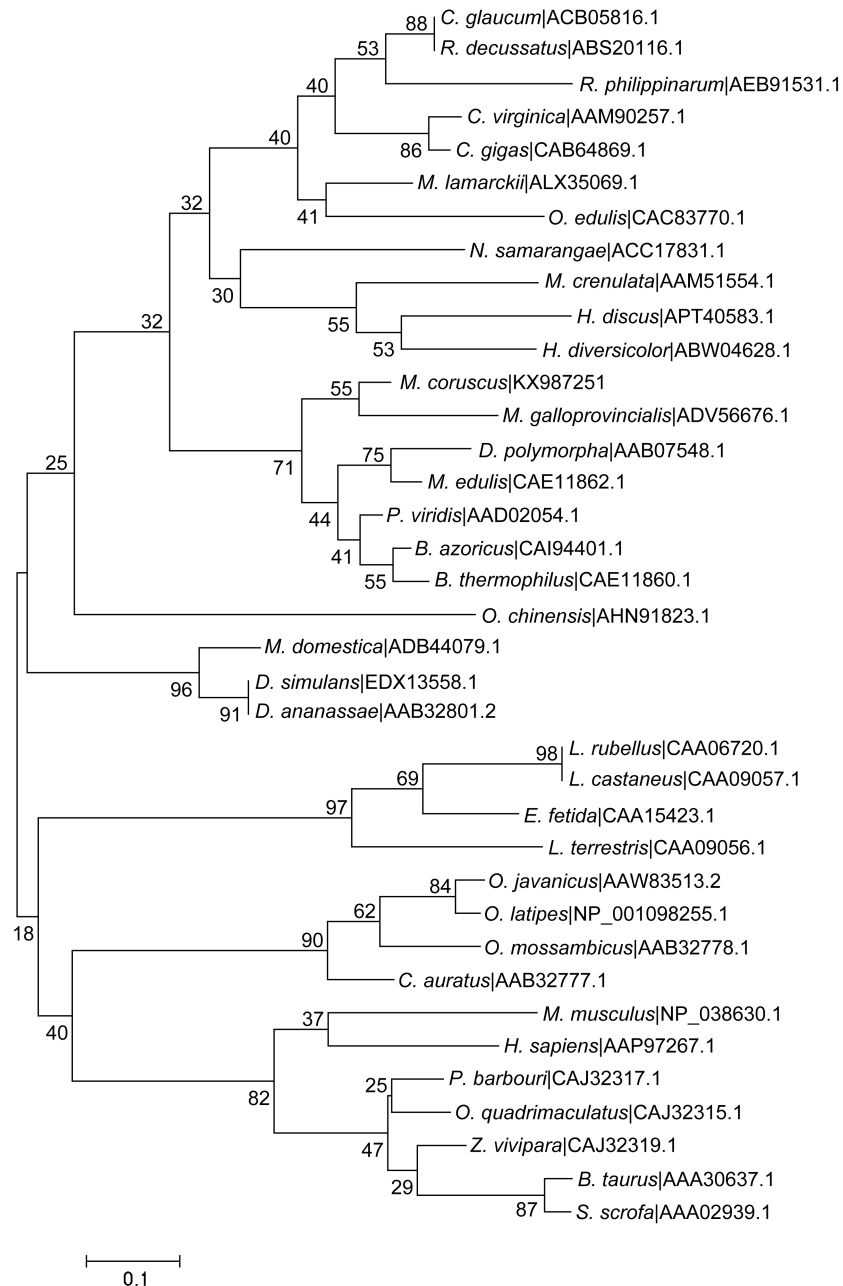 88 C. glaucum|ACB05816.1
R. decussatus|ABS20116.1
53
R. philippinarum|AEB91531.1
40
C. virginica|AAM90257.1
40
86 C. gigas|CAB64869.1
M. lamarckii|ALX35069.1
32
41 O. edulis|CAC83770.1
N. samarangae|ACC17831.1
M. crenulata|AAM51554.1
30
H. discus|APT40583.1
32
55
53 H. diversicolor|ABW04628.1
M. coruscus|KX987251
55
M. galloprovincialis|ADV56676.1
D. polymorpha|AAB07548.1
75
25
71
M. edulis|CAE11862.1
P. viridis|AAD02054.1
44
B. azoricus|CAI94401.1
41
55 B. thermophilus|CAE11860.1
O. chinensis|AHN91823.1
M. domestica|ADB44079.1
D. simulans|EDX13558.1
96
91 D. ananassae|AAB32801.2
98 L. rubellus|CAA06720.1
L. castaneus|CAA09057.1
69
97
E. fetida|CAA15423.1
L. terrestris|CAA09056.1
O. javanicus|AAW83513.2
84
62 O. latipes|NP_001098255.1
18
90
O. mossambicus|AAB32778.1
C. auratus|AAB32777.1
M. musculus|NP_038630.1
37
40
H. sapiens|AAP97267.1
P. barbouri|CAJ32317.1
25
82
O. quadrimaculatus|CAJ32315.1
Z. vivipara|CAJ32319.1
47
B. taurus|AAA30637.1
29
87 S. scrofa|AAA02939.1
0.1